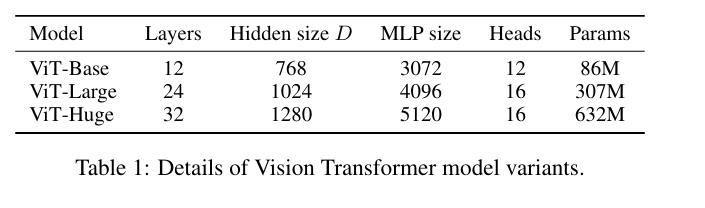 Model Layers Hidden size D MLP size Heads Params
ViT-Base 12 768 3072 12 86M
ViT-Large 24 1024 4096 16 307M
ViT-Huge 32 1280 5120 16 632M
Table 1: Details of Vision Transformer model variants.